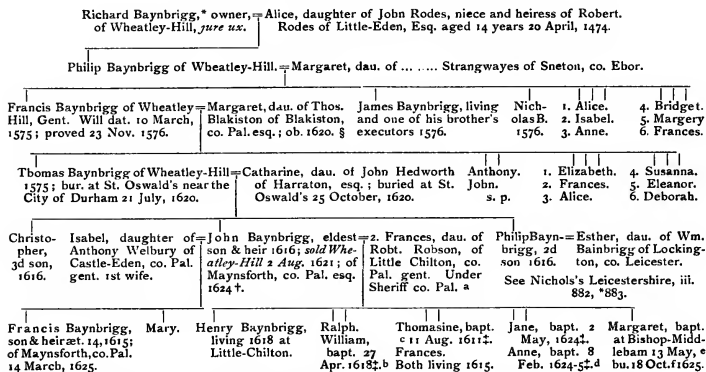 Richard Baynbrigg,* owner,=Alice, daughter of John Rodes, niece and heiress of Robert.
of Wheatley-Hill, jure ux. Rodes of Little-Eden, Esq. aged 14 years 20 April, 1474.
Philip Baynbrigg of Wheatley-Hill.=Margaret, dau. of ... ..... Strangwayes of Sneton, co. Ebor.
Francis Baynbrigg of Wheatley=
Hill, Gent. Will dat. 10 March,
1575; proved 23 Nov. 1576.
Margaret, dau. of Thos.
Blakiston of Blakiston,
co. Pal. esq.; ob. 1620. §
James Baynbrigg, living
and one of his brother's
executors 1576.
Nich-
olas B.
1576.
1. Alice.
2. Isabel.
3. Anne.
4. Bridget.
5. Margery
6. Frances.
Thomas Baynbrigg of Wheatley-Hill=
1575; bur. at St. Oswald's near the
City of Durham 21 July, 1620.
Catharine, dau. of John Hedworth
of Harraton, esq.; buried at St.
Oswald's 25 October, 1620.
Anthony.
John.
s. p.
1. Elizabeth.
2. Frances.
3. Alice.
4. Susanna.
5. Eleanor.
6. Deborah.
Christo-
pher,
3d son,
1616.
Isabel, daughter of=
Anthony Welbury of
Castle-Eden, co. Pal.
gent. 1st wife.
John Baynbrigg, eldest=
son & heir 1616; sold Whe-
atley-Hill 2 Aug. 1621; of
Maynsforth, co. Pal. esq.
1624†.
2. Frances, dau. of
Robt. Robson, of
Little Chilton, co.
Pal. gent. Under
Sheriff co. Pal. a
Philip Bayn-=
brigg, 2d
son 1616.
Esther, dau. of Wm.
Bainbrigg of Locking-
ton, co. Leicester.
See Nichols's Leicestershire, iii.
882, *883.
Francis Baynbrigg,
son & heir æt. 14, 1615;
of Maynsforth, co. Pal.
14 March, 1625.
Mary.
Henry Baynbrigg,
living 1618 at
Little-Chilton.
Ralph.
William,
bapt. 27
Apr. 1618‡. b
Thomasine, bapt.
c 11 Aug. 1611‡.
Frances.
Both living 1615.
Jane, bapt. 2
May, 1624‡.
Anne, bapt. 8
Feb. 1624-5‡. d
Margaret, bapt.
at Bishop-Midd-
lebam 13 May, e
bu. 18 Oct. f 1625.